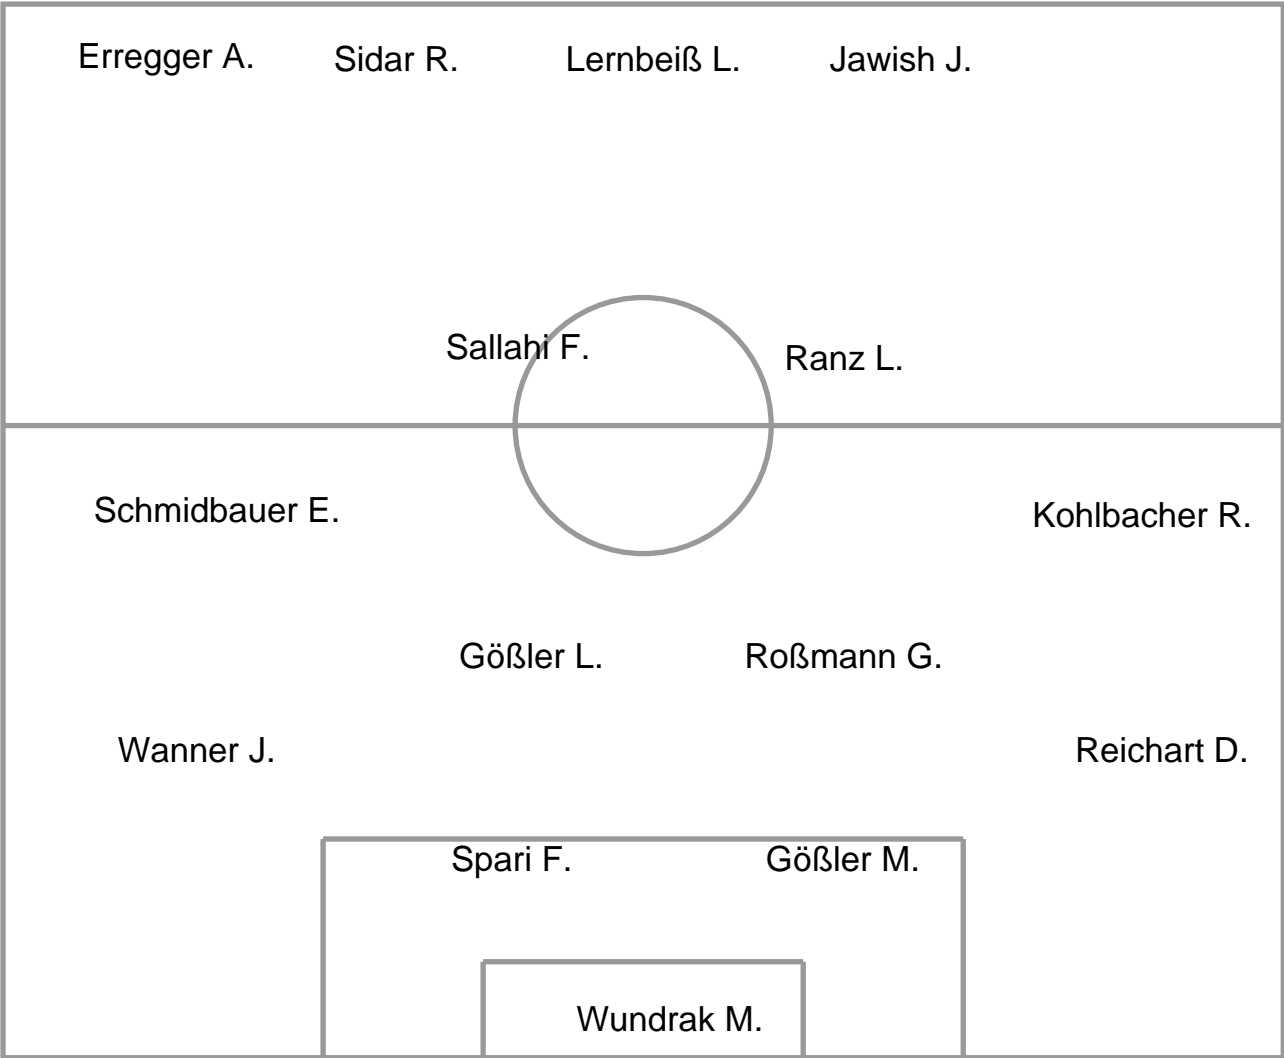 Erregger A. Sidar R. Lernbeiß L. Jawish J.
Sallahi F. Ranz L.
Schmidbauer E. Kohlbacher R.
Gößler L. Roßmann G.
Wanner J. Reichart D.
Spari F. Gößler M.
Wundrak M.